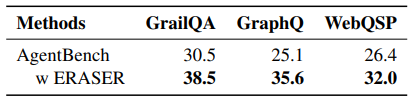 Methods GrailQA GraphQ WebQSP
AgentBench 30.5 25.1 26.4
w ERASER 38.5 35.6 32.0